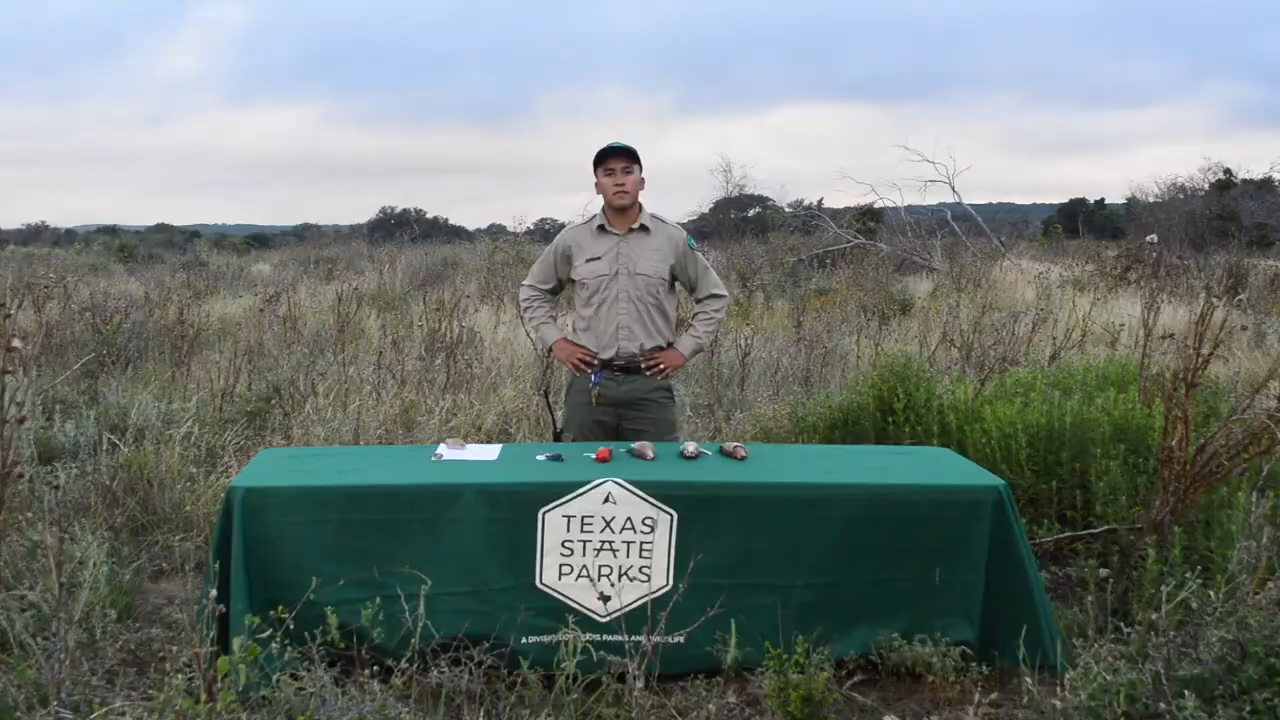 TEXAS
STATE
PARKS
A DIVISION OF TEXAS PARKS AND WILDLIFE